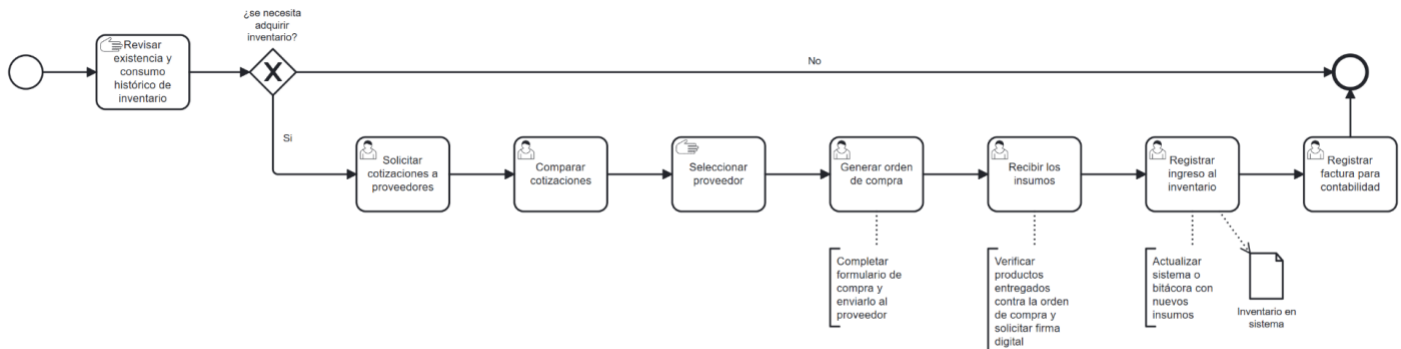 ¿se necesita
adquirir
inventario?
Revisar
existencia y
consumo
histórico de
inventario
No
Si
Solicitar
cotizaciones a
proveedores
Comparar
cotizaciones
Seleccionar
proveedor
Generar orden
de compra
Recibir los
insumos
Registrar
ingreso al
inventario
Registrar
factura para
contabilidad
Completar
formulario de
compra y
enviarlo al
proveedor
Verificar
productos
entregados
contra la orden
de compra y
solicitar firma
digital
Actualizar
sistema o
bitácora con
nuevos
insumos
Inventario en
sistema